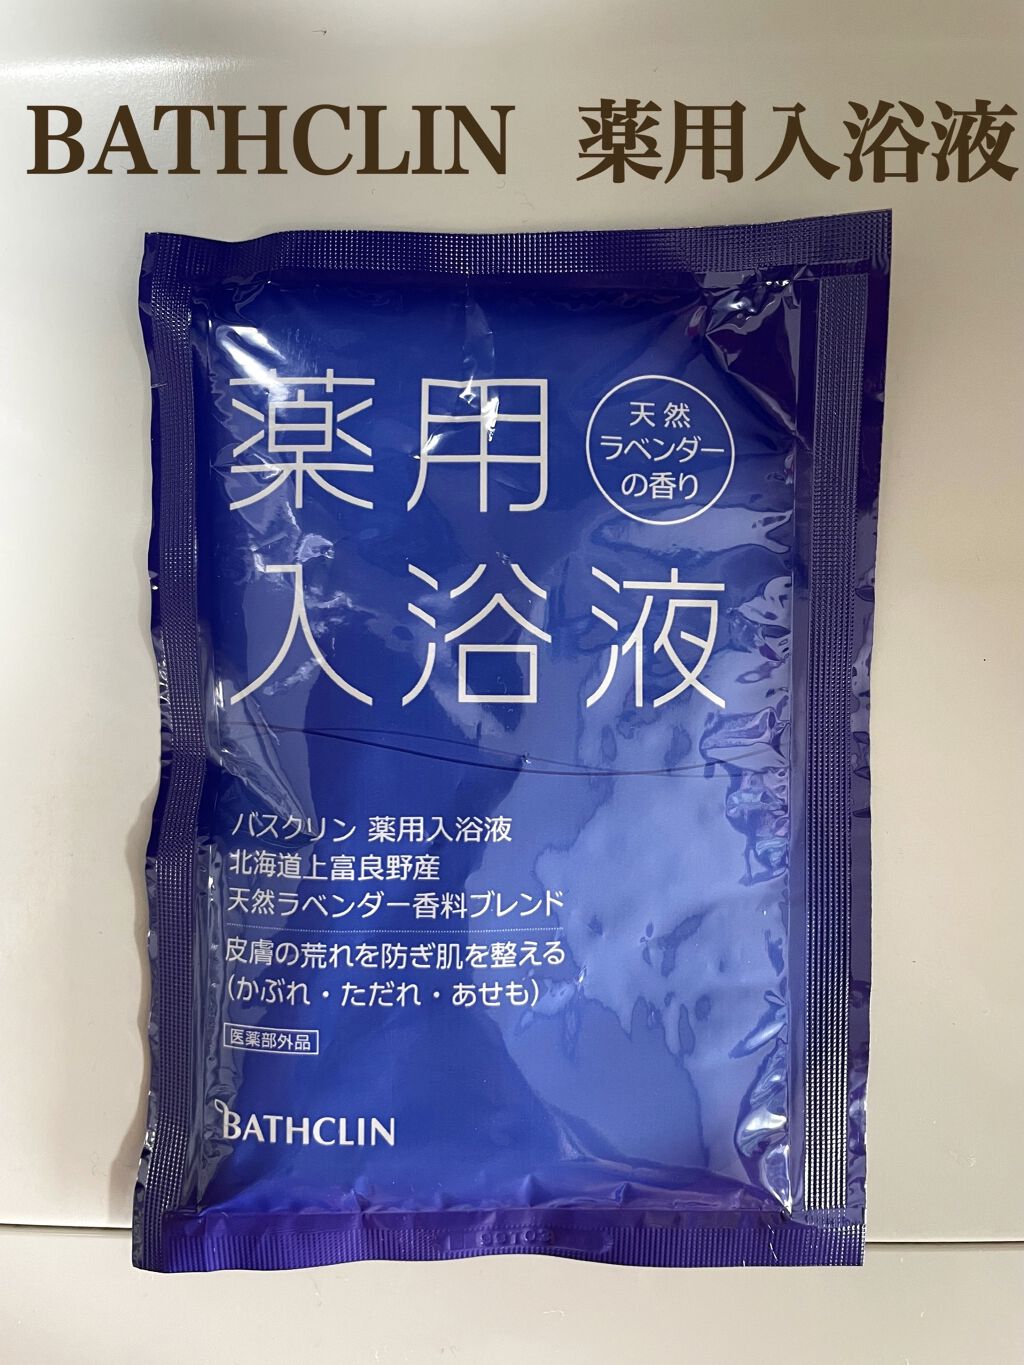 BATHCLIN 薬用入浴液
薬用
天然
ラベンダー
の香り
入浴液
バスクリン 薬用入浴液
北海道上富良野産
天然ラベンダー香料ブレンド
皮膚の荒れを防ぎ肌を整える
(かぶれ・ただれ・あせも)
医薬部外品
BATHCLIN